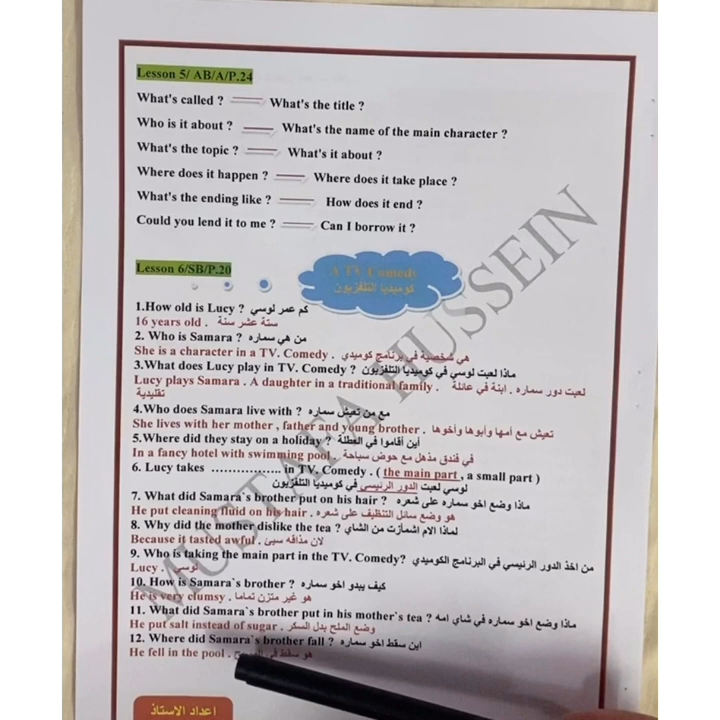 Lesson 5/ AB/A/P.24
What's called ? What's the title ?
Who is it about ? What's the name of the main character ?
What's the topic ? What's it about ?
Where does it happen ? Where does it take place ?
What's the ending like ? How does it end ?
Could you lend it to me ? Can I borrow it ?
Lesson 6/SB/P.20
A TV Comedy
كوميديا التلفزيون
1.How old is Lucy ? كم عمر لوسي
16 years old . ستة عشر سنة
2. Who is Samara ? من هي سماره
She is a character in a TV. Comedy . هي شخصية في برنامج كوميدي
3.What does Lucy play in TV. Comedy ? ماذا لعبت لوسي في كوميديا التلفزيون
Lucy plays Samara . A daughter in a traditional family . لعبت دور سماره . ابنة في عائلة
تقليدية
4.Who does Samara live with ? مع من تعيش سماره
She lives with her mother , father and young brother . تعيش مع أمها وأبوها وأخوها
5.Where did they stay on a holiday ? أين أقاموا في العطلة
In a fancy hotel with swimming pool . في فندق مذهل مع حوض سباحة
6. Lucy takes ................. in TV. Comedy . ( the main part , a small part )
لوسي لعبت الدور الرئيسي في كوميديا التلفزيون
7. What did Samara`s brother put on his hair ? ماذا وضع اخو سماره على شعره
He put cleaning fluid on his hair . هو وضع سائل التنظيف على شعره
8. Why did the mother dislike the tea ? لماذا الام اشمأزت من الشاي
Because it tasted awful . لان مذاقه سيئ
9. Who is taking the main part in the TV. Comedy? من اخذ الدور الرئيسي في البرنامج الكوميدي
Lucy . لوسي
10. How is Samara`s brother ? كيف يبدو اخو سماره
He is very clumsy . هو غير متزن تماما
11. What did Samara`s brother put in his mother`s tea ? ماذا وضع اخو سماره في شاي امه
He put salt instead of sugar . وضع الملح بدل السكر
12. Where did Samara`s brother fall ? اين سقط اخو سماره
He fell in the pool . هو سقط في
اعداد الاستاذ
MUSTAFA HUSSEIN